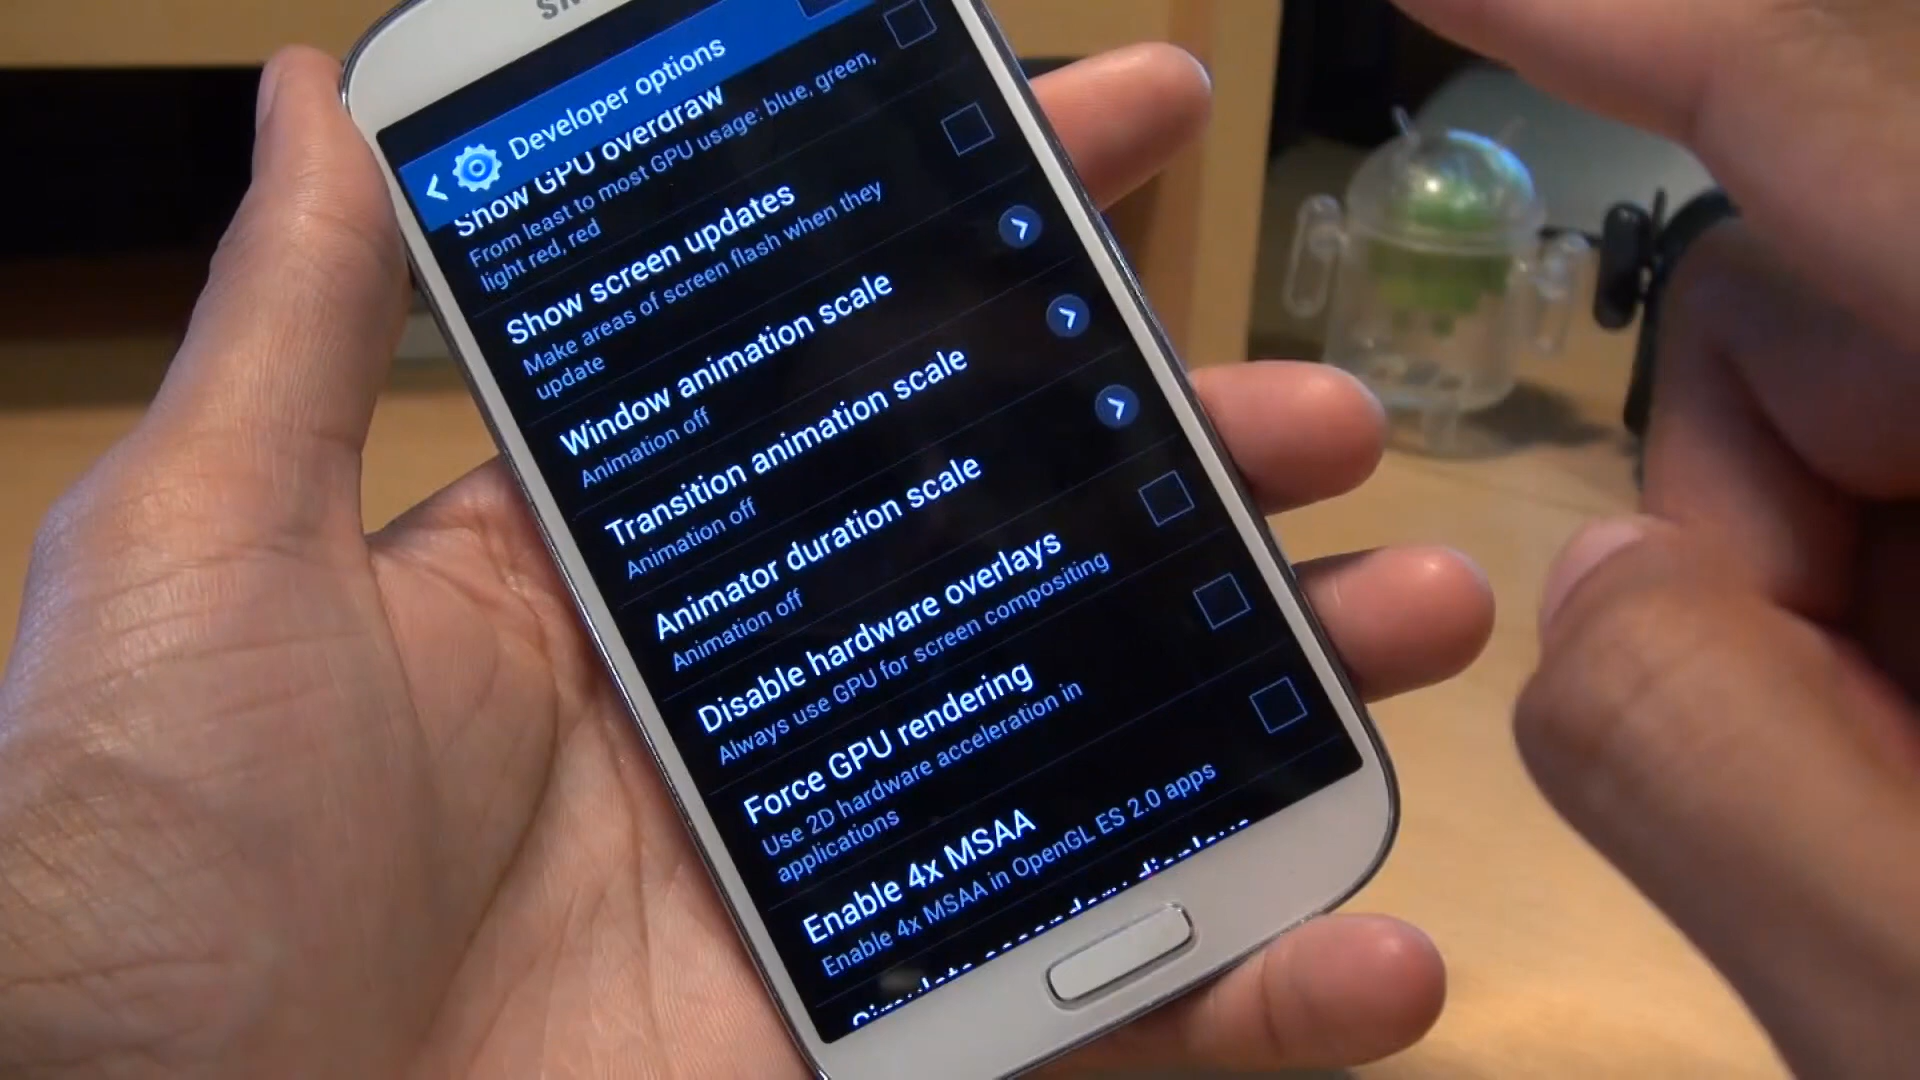 Developer options
Show GPU overdraw
From least to most GPU usage: blue, green,
light red, red
Show screen updates
Make areas of screen flash when they
update
Window animation scale
Animation off
Transition animation scale
Animation off
Animator duration scale
Animation off
Disable hardware overlays
Always use GPU for screen compositing
Force GPU rendering
Use 2D hardware acceleration in
applications
Enable 4x MSAA
Enable 4x MSAA in OpenGL ES 2.0 apps